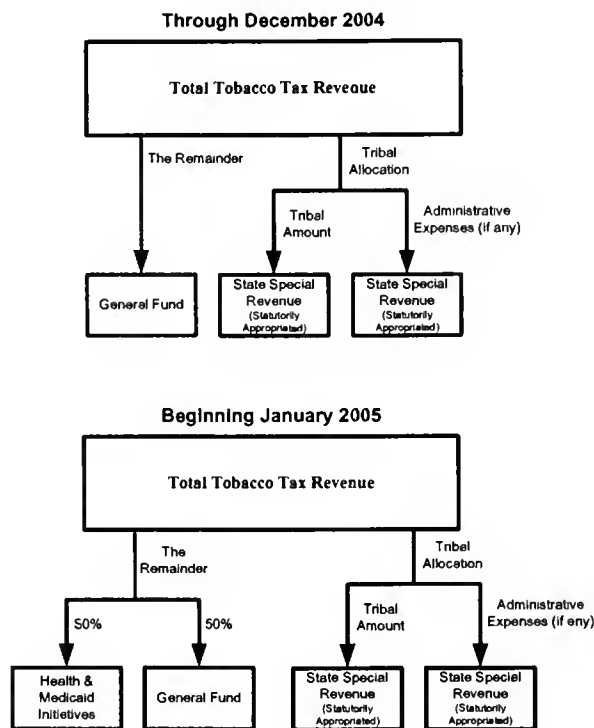 Through December 2004
Total Tobacco Tax Revenue
The Remainder
Tribal
Allocation
Tribal
Amount
Administrative
Expenses (if any)
General Fund
State Special
Revenue
(Statutorily
Appropriated)
State Special
Revenue
(Statutorily
Appropriated)
Beginning January 2005
Total Tobacco Tax Revenue
The
Remainder
Tribal
Allocation
50%
50%
Tribal
Amount
Administrative
Expenses (if eny)
Health &
Medicaid
Initietives
General Fund
State Special
Revenue
(Statutorily
Appropriated)
State Special
Revenue
(Statutorily
Appropriated)